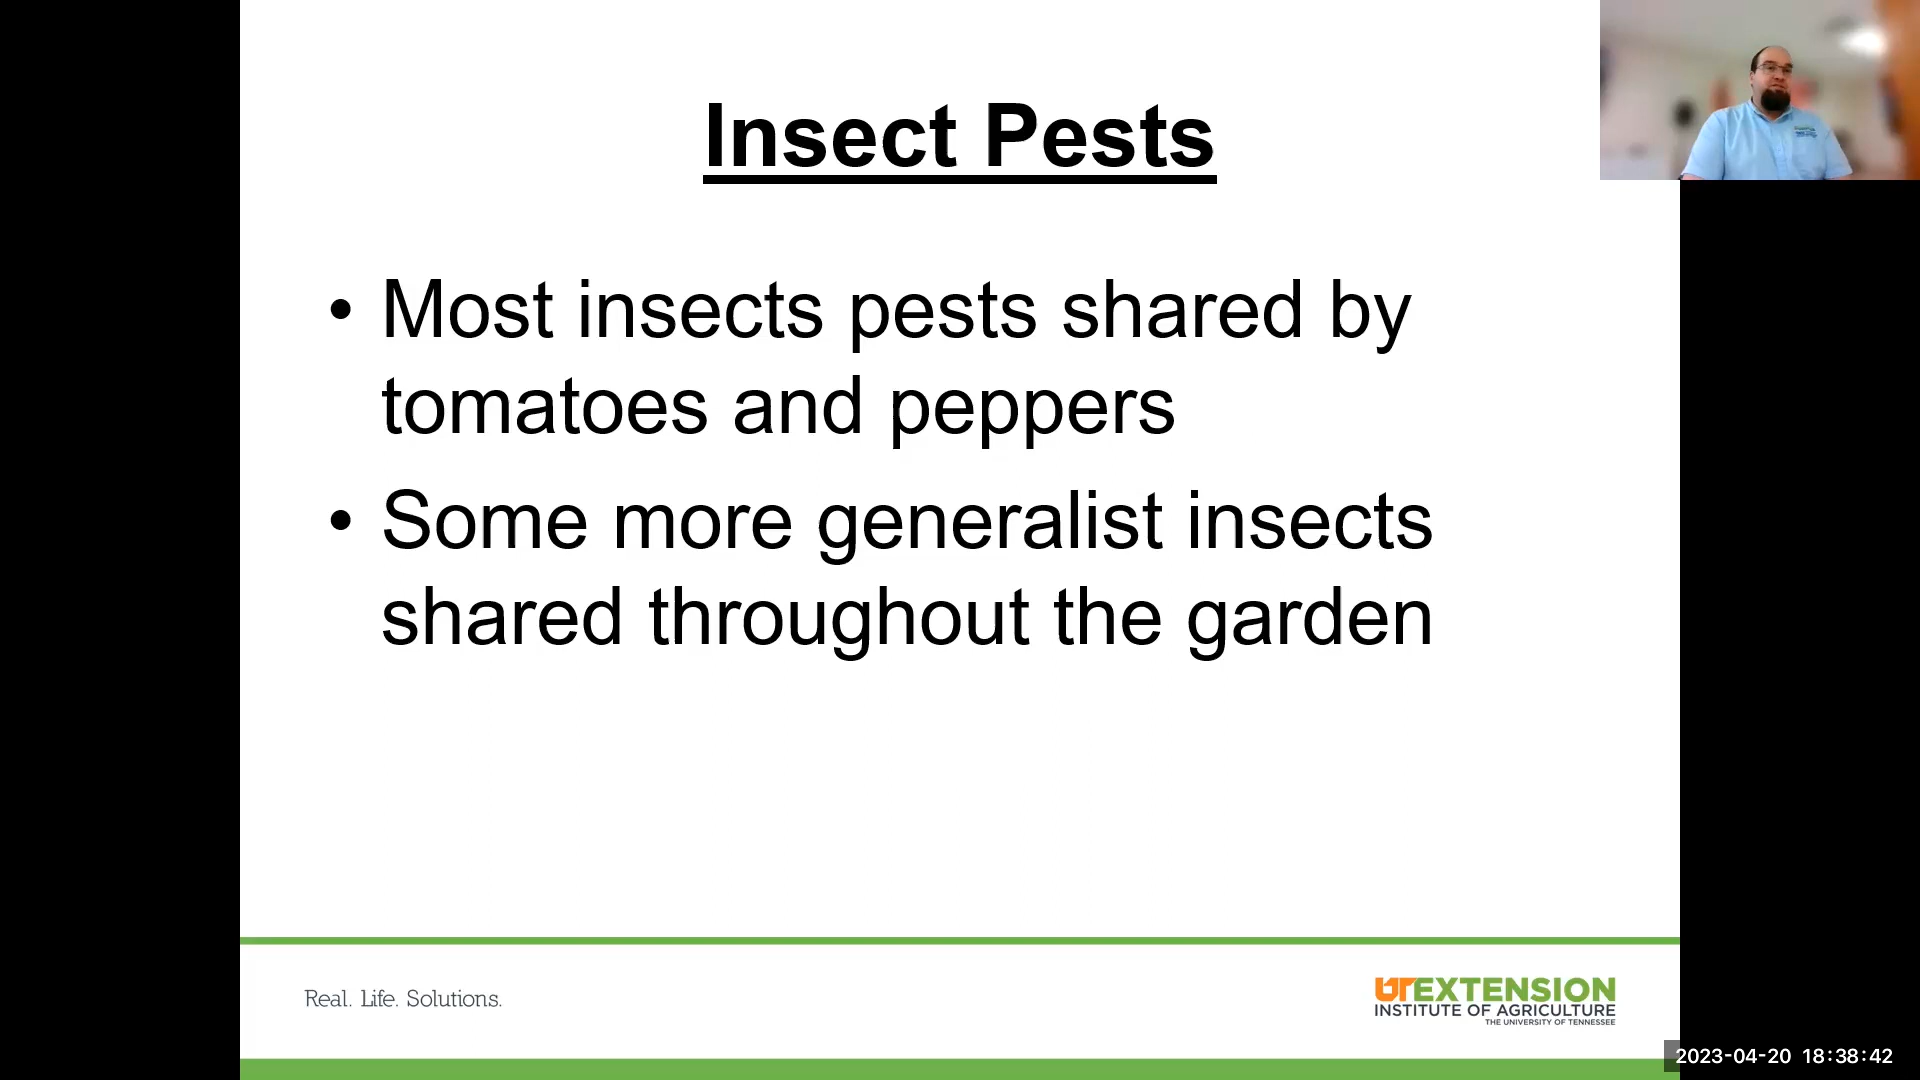 Insect Pests
• Most insects pests shared by
tomatoes and peppers
• Some more generalist insects
shared throughout the garden
Real. Life. Solutions.
UTEXTENSION
INSTITUTE OF AGRICULTURE
THE UNIVERSITY OF TENNESSEE
2023-04-20 18:38:42